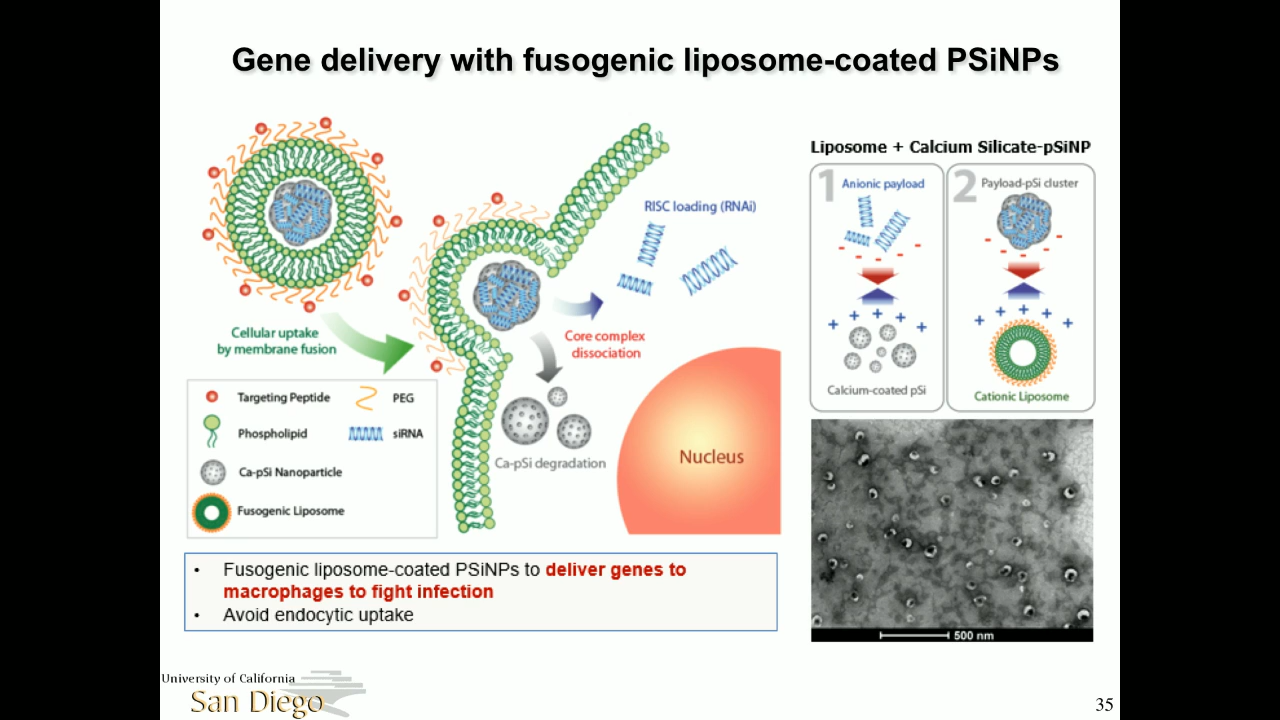 Gene delivery with fusogenic liposome-coated PSiNPs
RISC loading (RNAi)
Cellular uptake
by membrane fusion
Core complex
dissociation
Targeting Peptide
PEG
Phospholipid
siRNA
Ca-pSi Nanoparticle
Fusogenic Liposome
Ca-pSi degradation
Nucleus
Liposome + Calcium Silicate-pSiNP
1
Anionic payload
Calcium-coated pSi
2
Payload-pSi cluster
Cationic Liposome
500 nm
• Fusogenic liposome-coated PSiNPs to deliver genes to
macrophages to fight infection
• Avoid endocytic uptake
University of California
San Diego
35